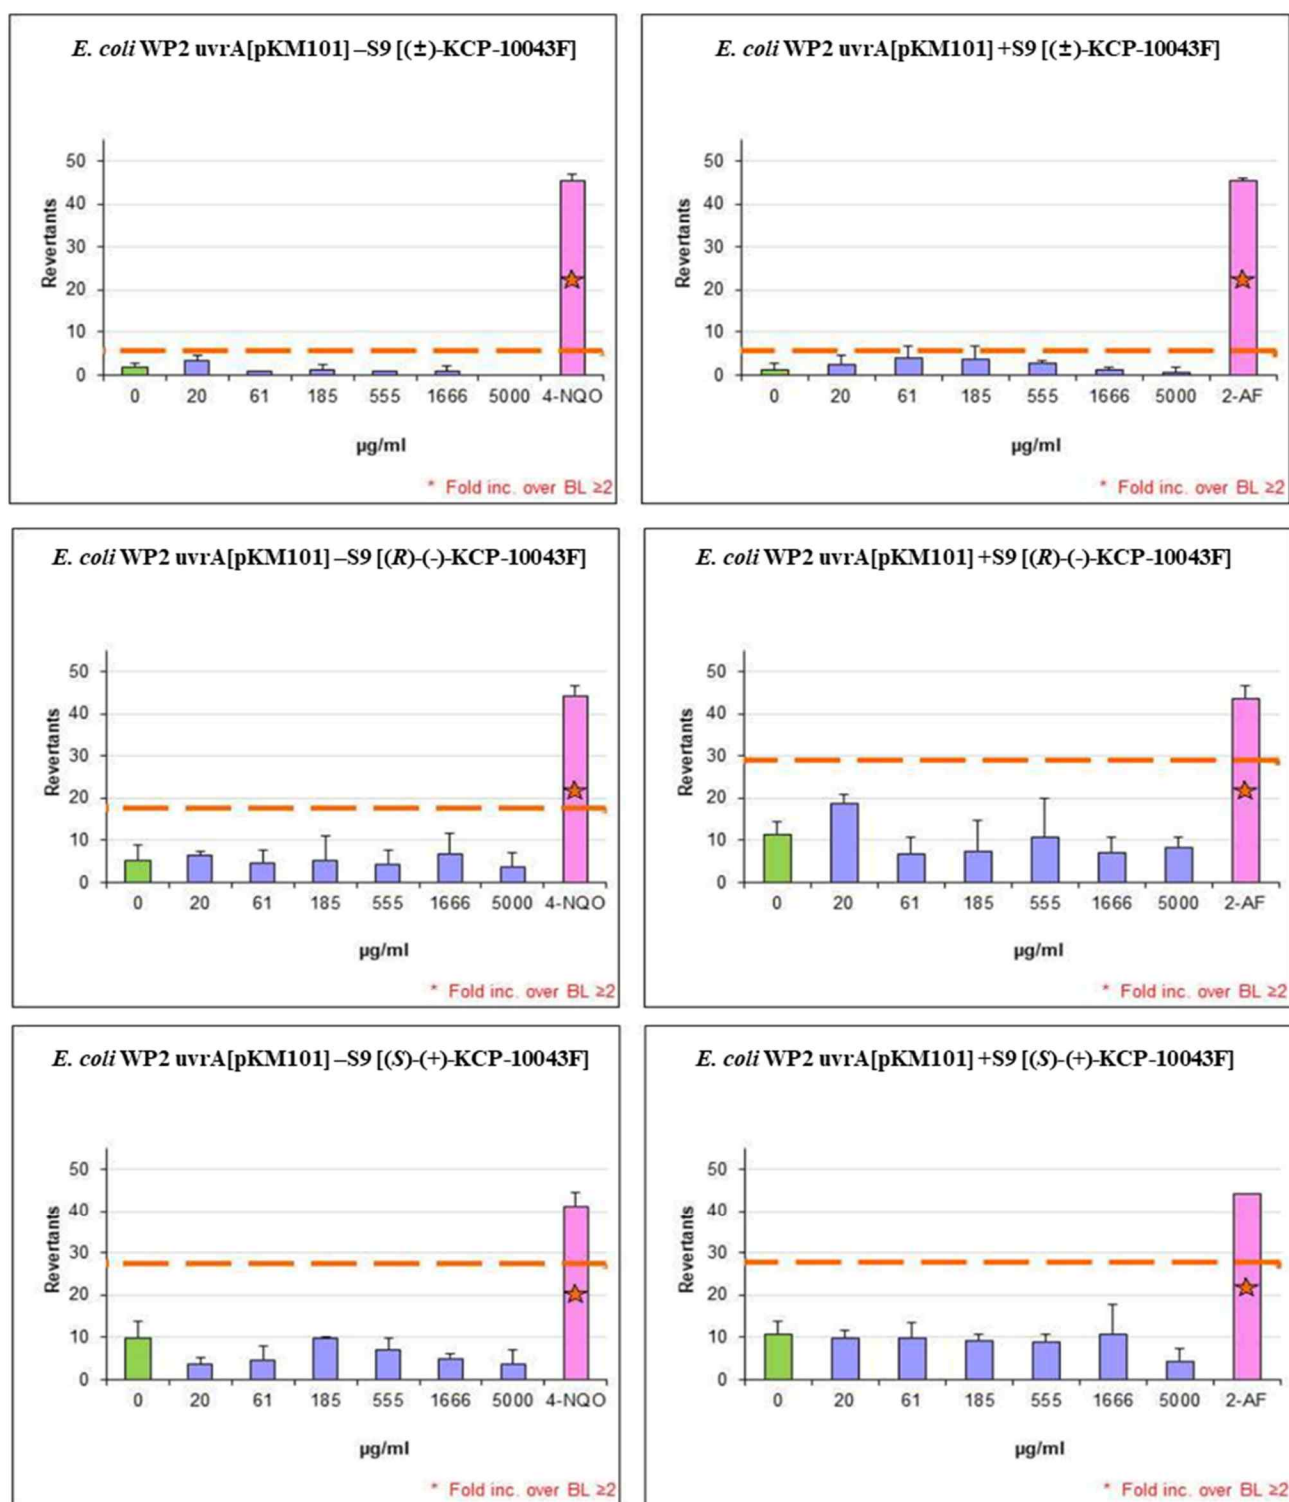 E. coli WP2 uvrA[pKM101] –S9 [(±)-KCP-10043F]
Revertants
50
40
30
20
10
0
0 20 61 185 555 1666 5000 4-NQO
µg/ml
* Fold inc. over BL ≥2
E. coli WP2 uvrA[pKM101] +S9 [(±)-KCP-10043F]
Revertants
50
40
30
20
10
0
0 20 61 185 555 1666 5000 2-AF
µg/ml
* Fold inc. over BL ≥2
E. coli WP2 uvrA[pKM101] –S9 [(R)-(-)-KCP-10043F]
Revertants
50
40
30
20
10
0
0 20 61 185 555 1666 5000 4-NQO
µg/ml
* Fold inc. over BL ≥2
E. coli WP2 uvrA[pKM101] +S9 [(R)-(-)-KCP-10043F]
Revertants
50
40
30
20
10
0
0 20 61 185 555 1666 5000 2-AF
µg/ml
* Fold inc. over BL ≥2
E. coli WP2 uvrA[pKM101] –S9 [(S)-(+)-KCP-10043F]
Revertants
50
40
30
20
10
0
0 20 61 185 555 1666 5000 4-NQO
µg/ml
* Fold inc. over BL ≥2
E. coli WP2 uvrA[pKM101] +S9 [(S)-(+)-KCP-10043F]
Revertants
50
40
30
20
10
0
0 20 61 185 555 1666 5000 2-AF
µg/ml
* Fold inc. over BL ≥2